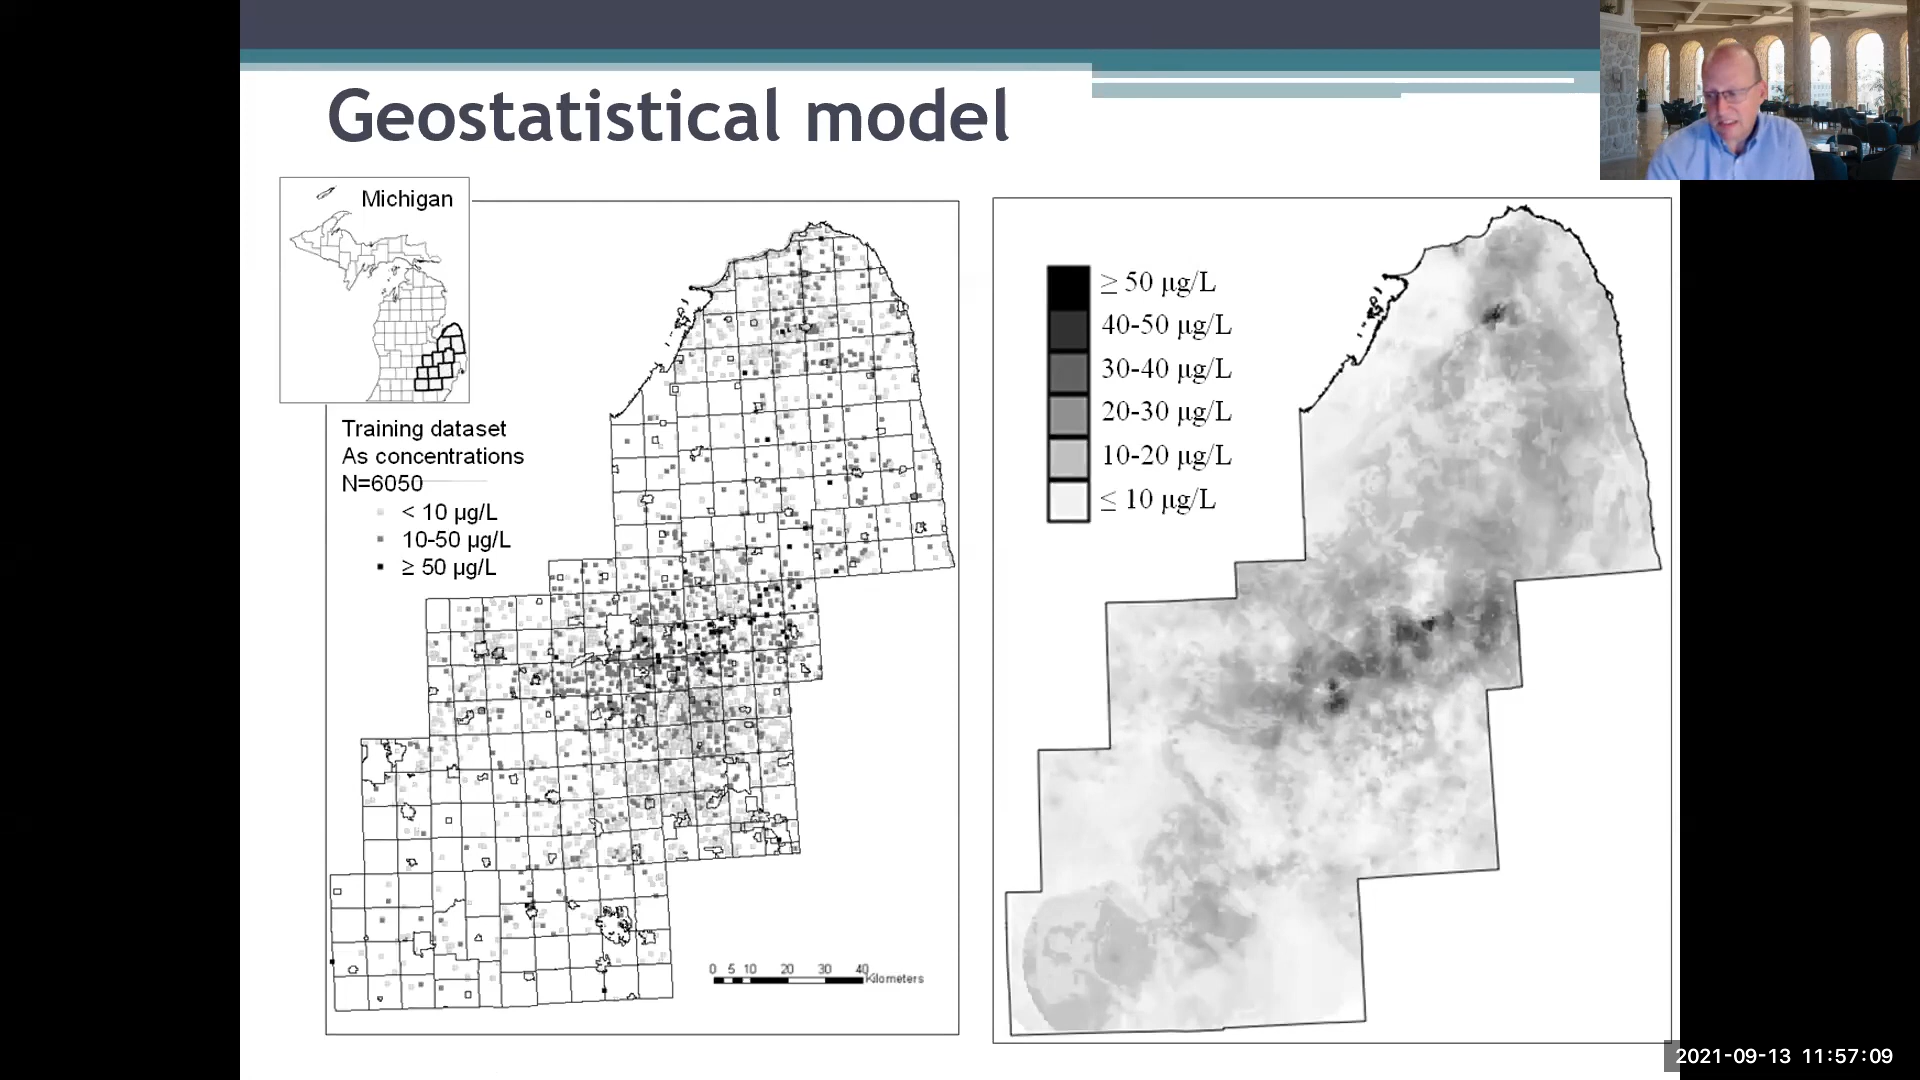 Geostatistical model
Michigan
Training dataset
As concentrations
N=6050
< 10 µg/L
10-50 µg/L
≥ 50 µg/L
0 5 10 20 30 40
Kilometers
≥ 50 µg/L
40-50 µg/L
30-40 µg/L
20-30 µg/L
10-20 µg/L
≤ 10 µg/L
2021-09-13 11:57:09